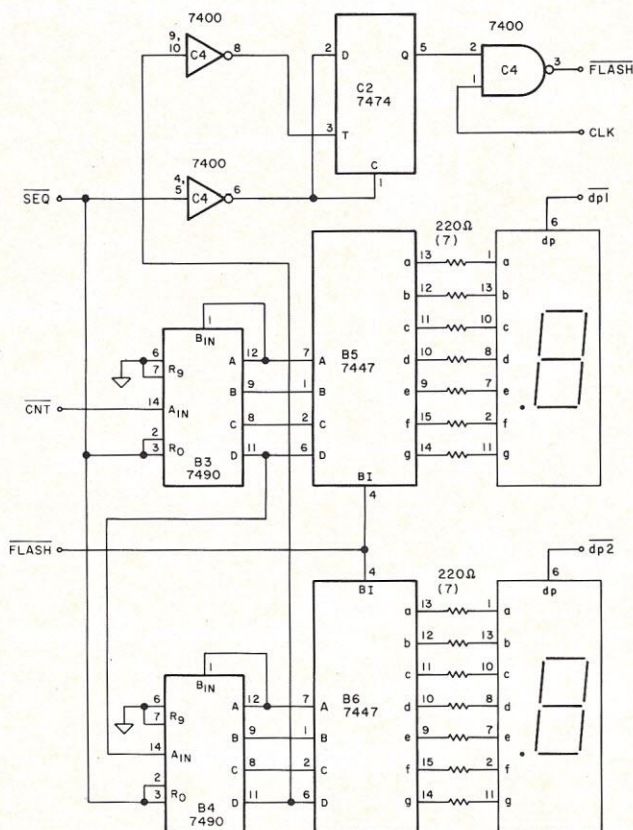 7400
9,
10
C4
8
2
D
Q
5
C2
7474
3
T
C
1
7400
2
1
C4
3
FLASH
CLK
7400
SEQ
4,
5
C4
6
dp1
6
dp
220Ω
(7)
a
13
1
a
b
12
13
b
c
11
10
c
d
10
8
d
e
9
7
e
f
15
2
f
g
14
11
g
B5
7447
7
A
1
B
2
C
6
D
BI
4
1
BIN
6
7
R9
CNT
14
AIN
2
3
R0
B3
7490
A
12
B
9
C
8
D
11
FLASH
4
BI
dp2
6
dp
220Ω
(7)
a
13
1
a
b
12
13
b
c
11
10
c
d
10
8
d
e
9
7
e
f
15
2
f
g
14
11
g
B6
7447
7
A
1
B
2
C
6
D
1
BIN
6
7
R9
14
AIN
2
3
R0
B4
7490
A
12
B
9
C
8
D
11